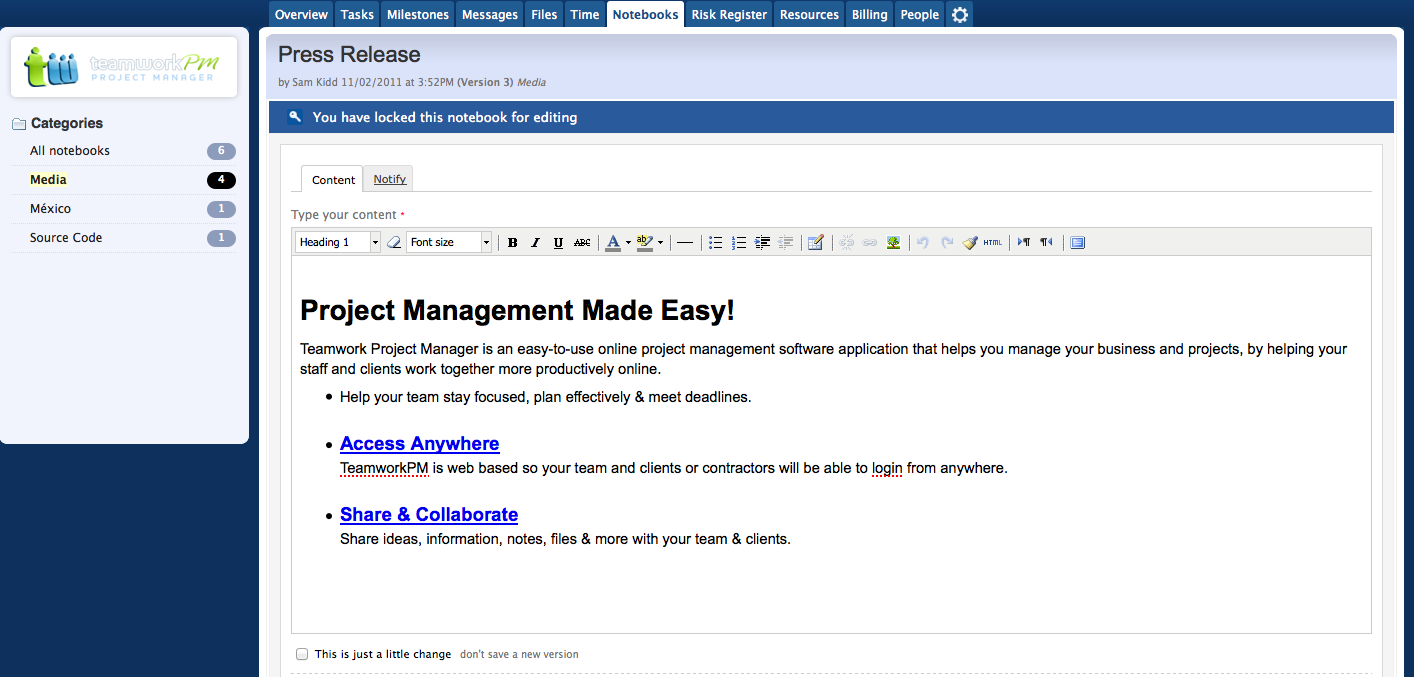 Overview Tasks Milestones Messages Files Time Notebooks Risk Register Resources Billing People
teamworkPM
PROJECT MANAGER
Categories
All notebooks 6
Media 4
México 1
Source Code 1
Press Release
by Sam Kidd 11/02/2011 at 3:52PM (Version 3) Media
You have locked this notebook for editing
Content Notify
Type your content *
Heading 1 Font size B I U ABC A ab HTML
Project Management Made Easy!
Teamwork Project Manager is an easy-to-use online project management software application that helps you manage your business and projects, by helping your
staff and clients work together more productively online.
• Help your team stay focused, plan effectively & meet deadlines.
• Access Anywhere
TeamworkPM is web based so your team and clients or contractors will be able to login from anywhere.
• Share & Collaborate
Share ideas, information, notes, files & more with your team & clients.
This is just a little change don't save a new version